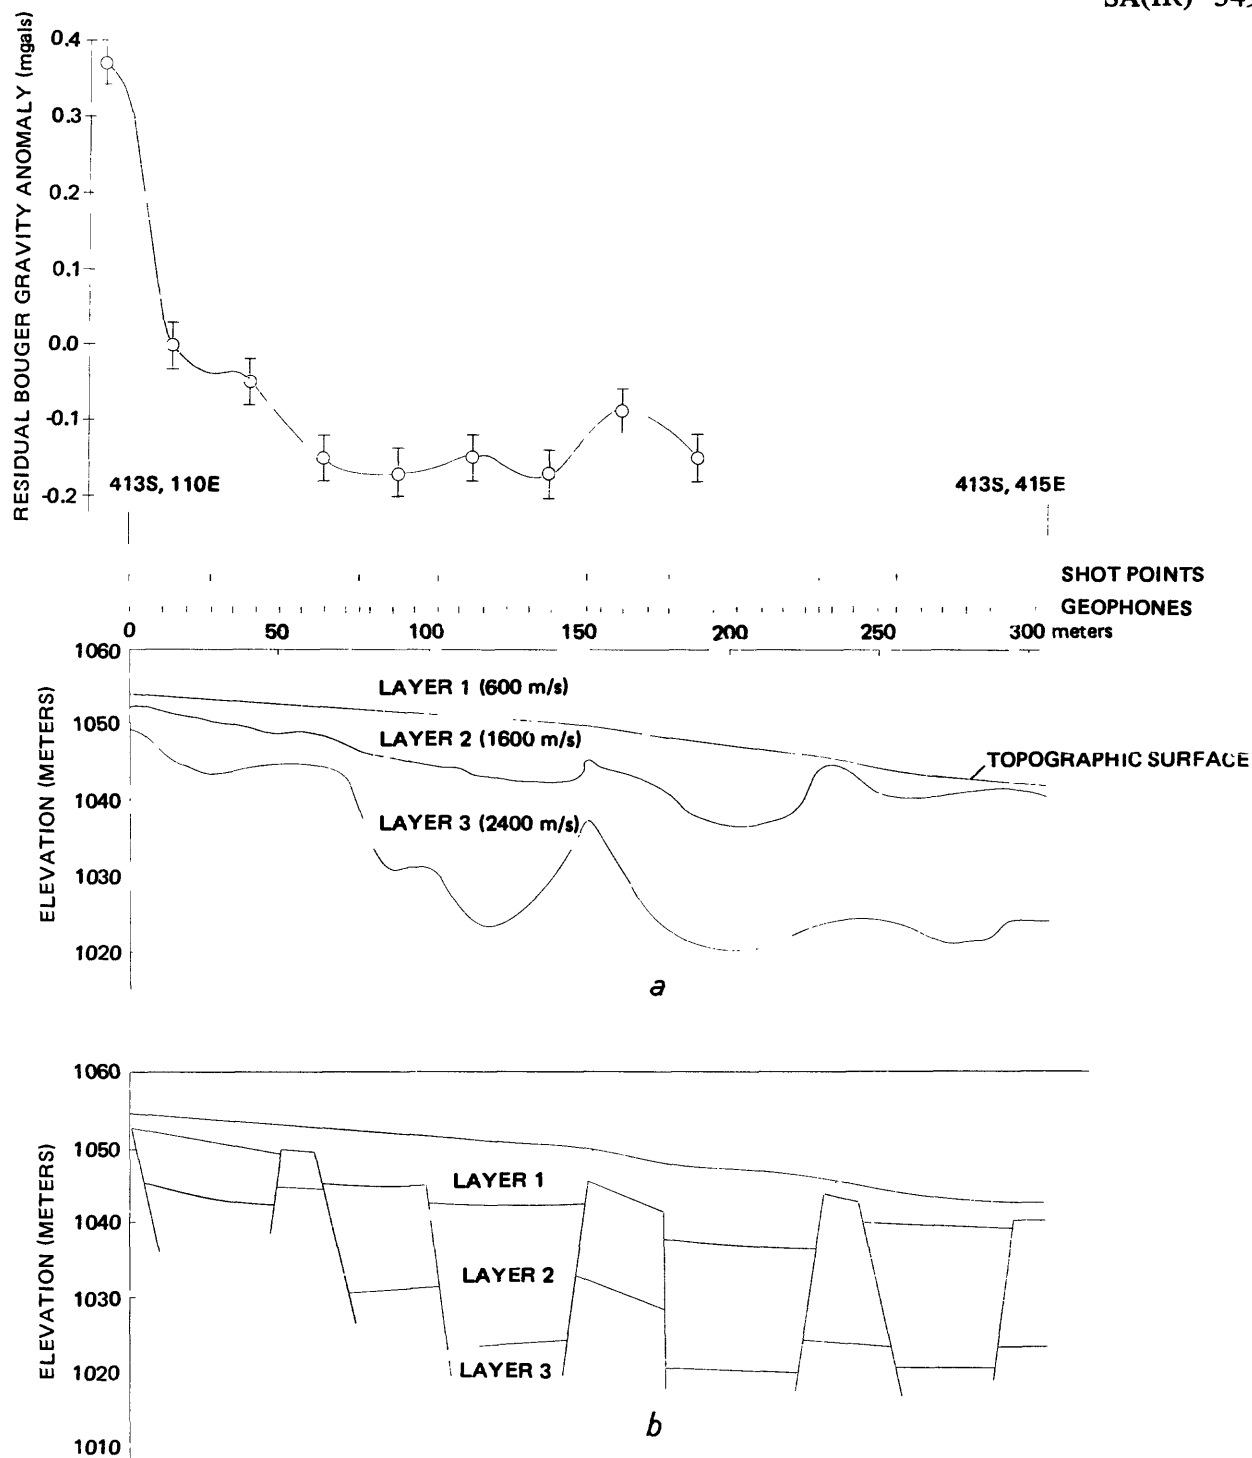 RESIDUAL BOUGER GRAVITY ANOMALY (mgals)
0.4
0.3
0.2
0.1
0.0
-0.1
-0.2
413S, 110E
413S, 415E
SHOT POINTS
GEOPHONES
0 50 100 150 200 250 300 meters
ELEVATION (METERS)
1060
1050
1040
1030
1020
LAYER 1 (600 m/s)
LAYER 2 (1600 m/s)
TOPOGRAPHIC SURFACE
LAYER 3 (2400 m/s)
a
ELEVATION (METERS)
1060
1050
1040
1030
1020
1010
LAYER 1
LAYER 2
LAYER 3
b